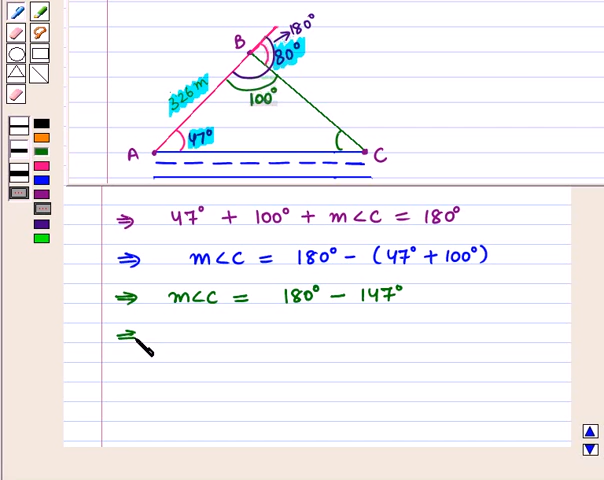 →180°
B
80°
326 m
100°
47°
A
C
⇒ 47° + 100° + m∠C = 180°
⇒ m∠C = 180° - (47° + 100°)
⇒ m∠C = 180° - 147°
⇒